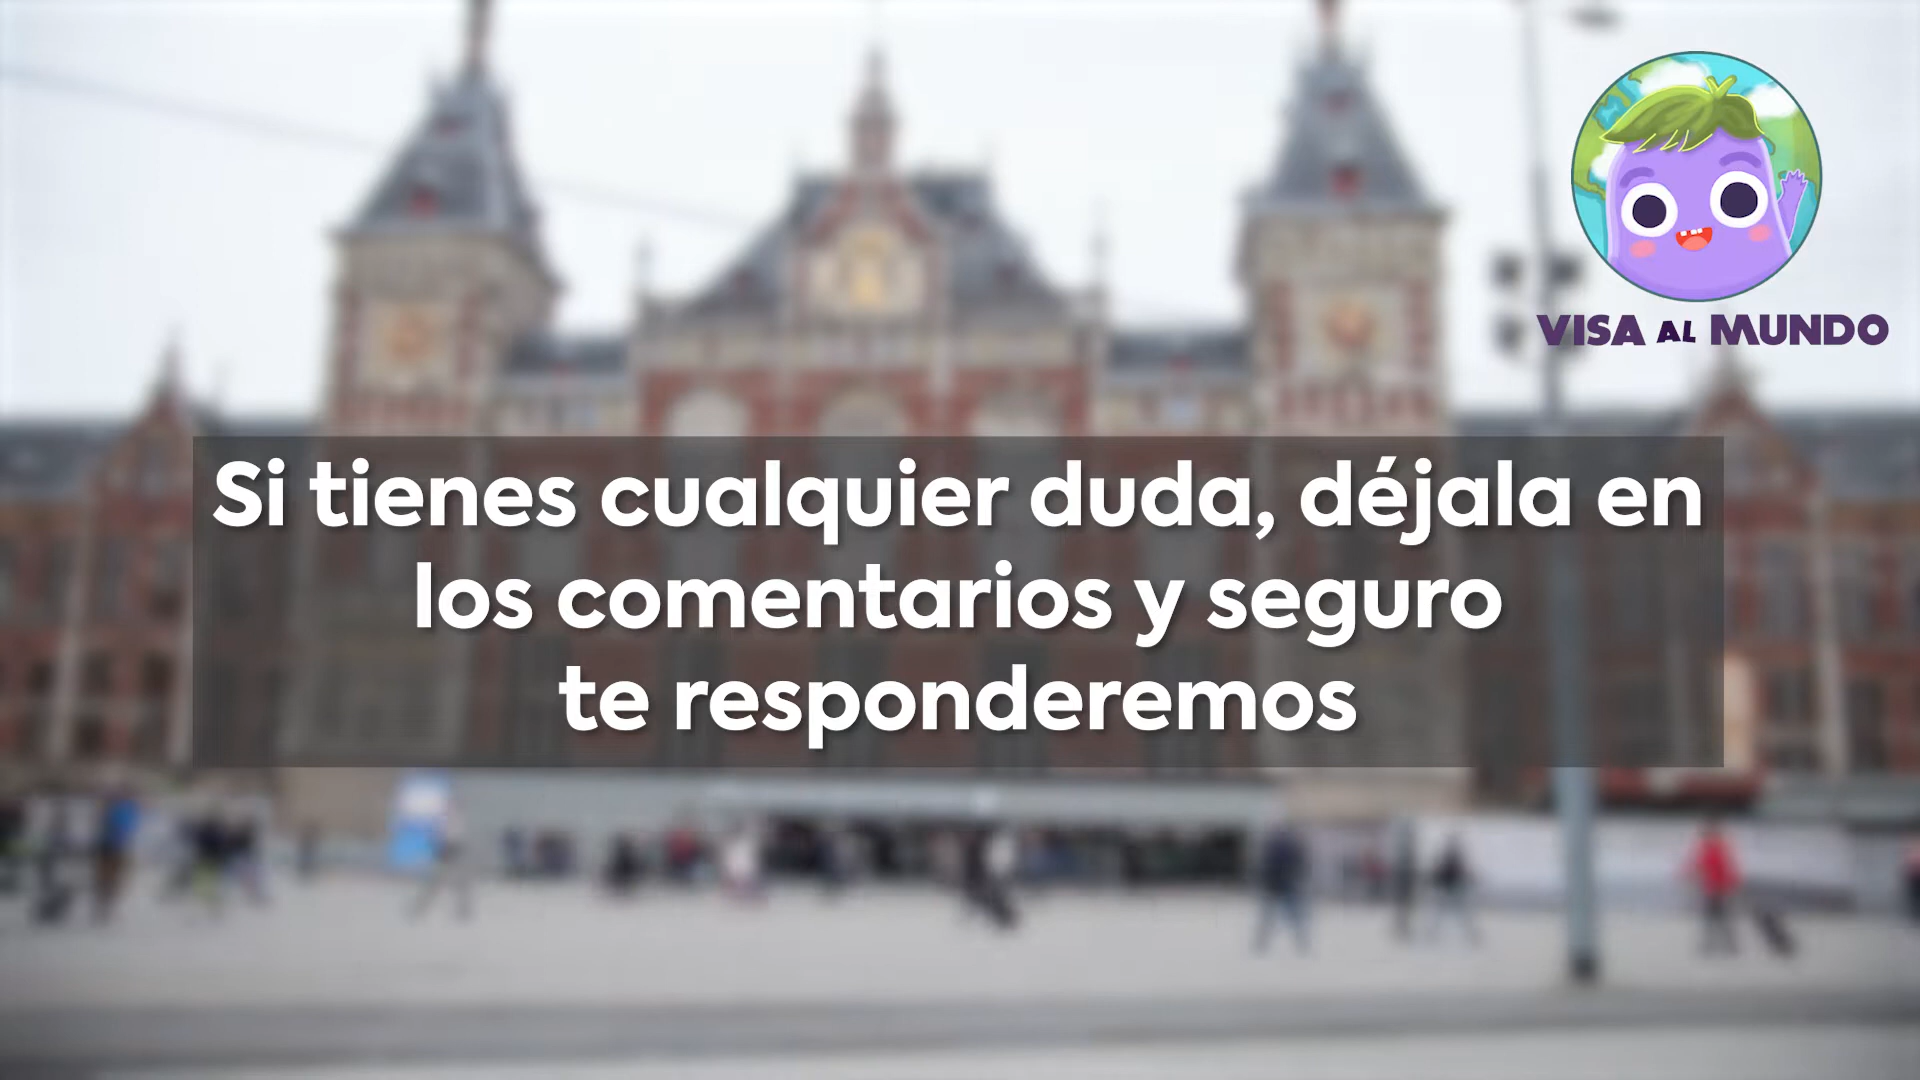 VISA AL MUNDO
Si tienes cualquier duda, déjala en
los comentarios y seguro
te responderemos